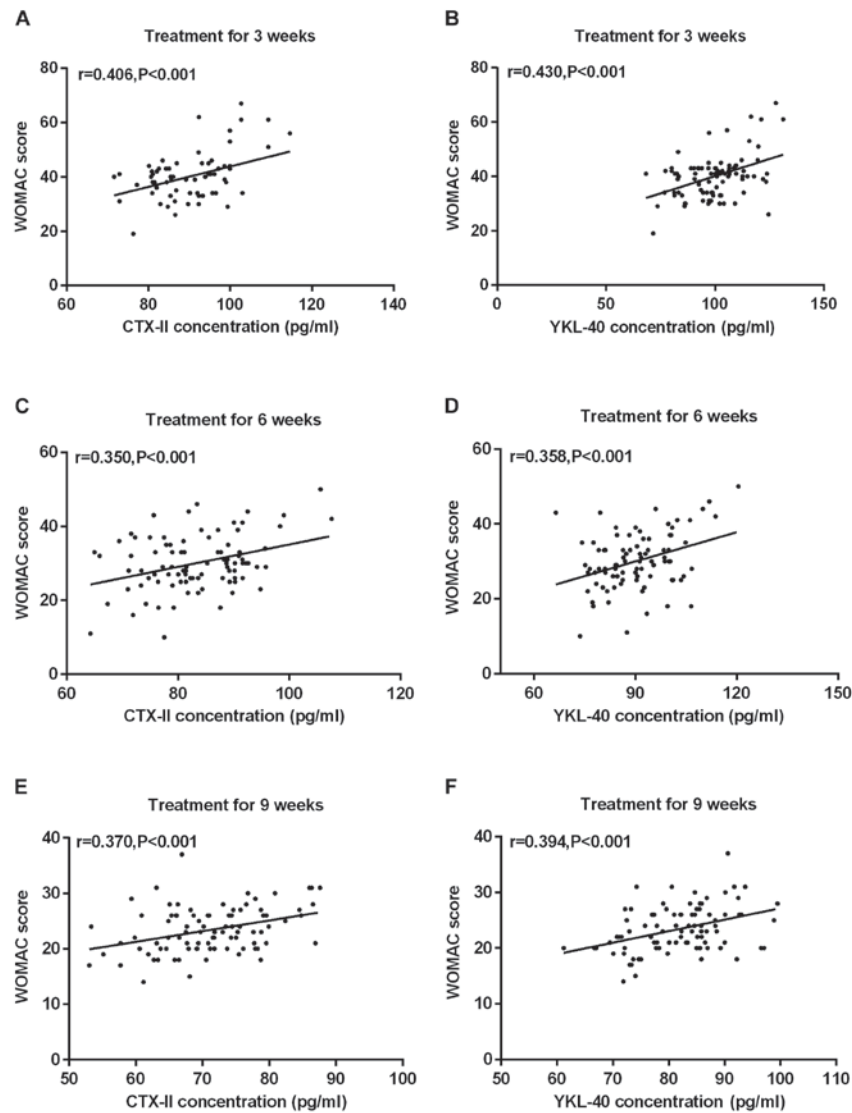 A
Treatment for 3 weeks
r=0.406,P<0.001
WOMAC score
80
60
40
20
0
60 80 100 120 140
CTX-II concentration (pg/ml)
B
Treatment for 3 weeks
r=0.430,P<0.001
WOMAC score
80
60
40
20
0
0 50 100 150
YKL-40 concentration (pg/ml)
C
Treatment for 6 weeks
r=0.350,P<0.001
WOMAC score
60
40
20
0
60 80 100 120
CTX-II concentration (pg/ml)
D
Treatment for 6 weeks
r=0.358,P<0.001
WOMAC score
60
40
20
0
60 90 120 150
YKL-40 concentration (pg/ml)
E
Treatment for 9 weeks
r=0.370,P<0.001
WOMAC score
40
30
20
10
0
50 60 70 80 90 100
CTX-II concentration (pg/ml)
F
Treatment for 9 weeks
r=0.394,P<0.001
WOMAC score
40
30
20
10
0
50 60 70 80 90 100 110
YKL-40 concentration (pg/ml)